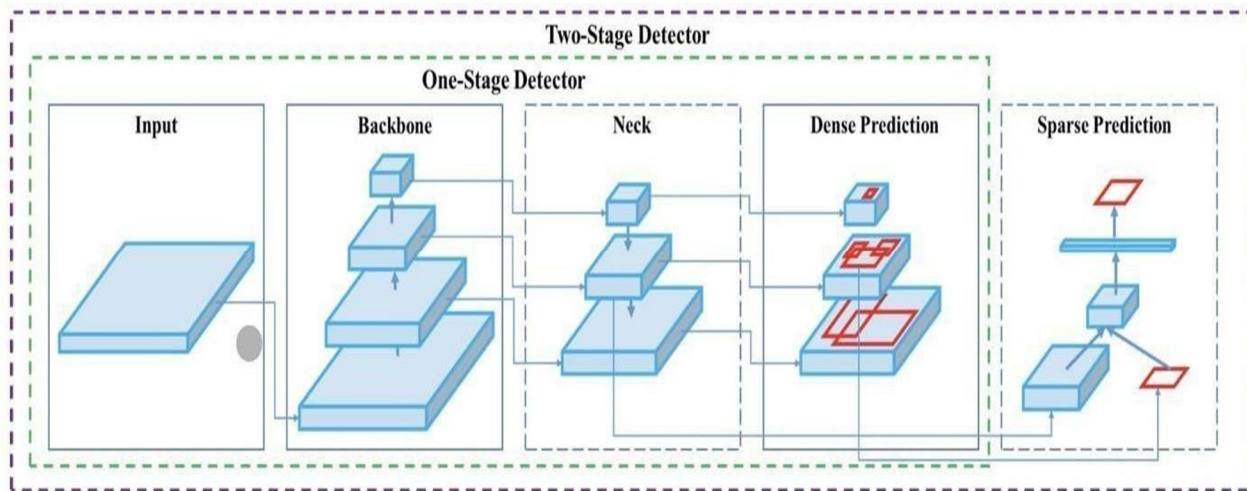 Two-Stage Detector
One-Stage Detector
Input
Backbone
Neck
Dense Prediction
Sparse Prediction